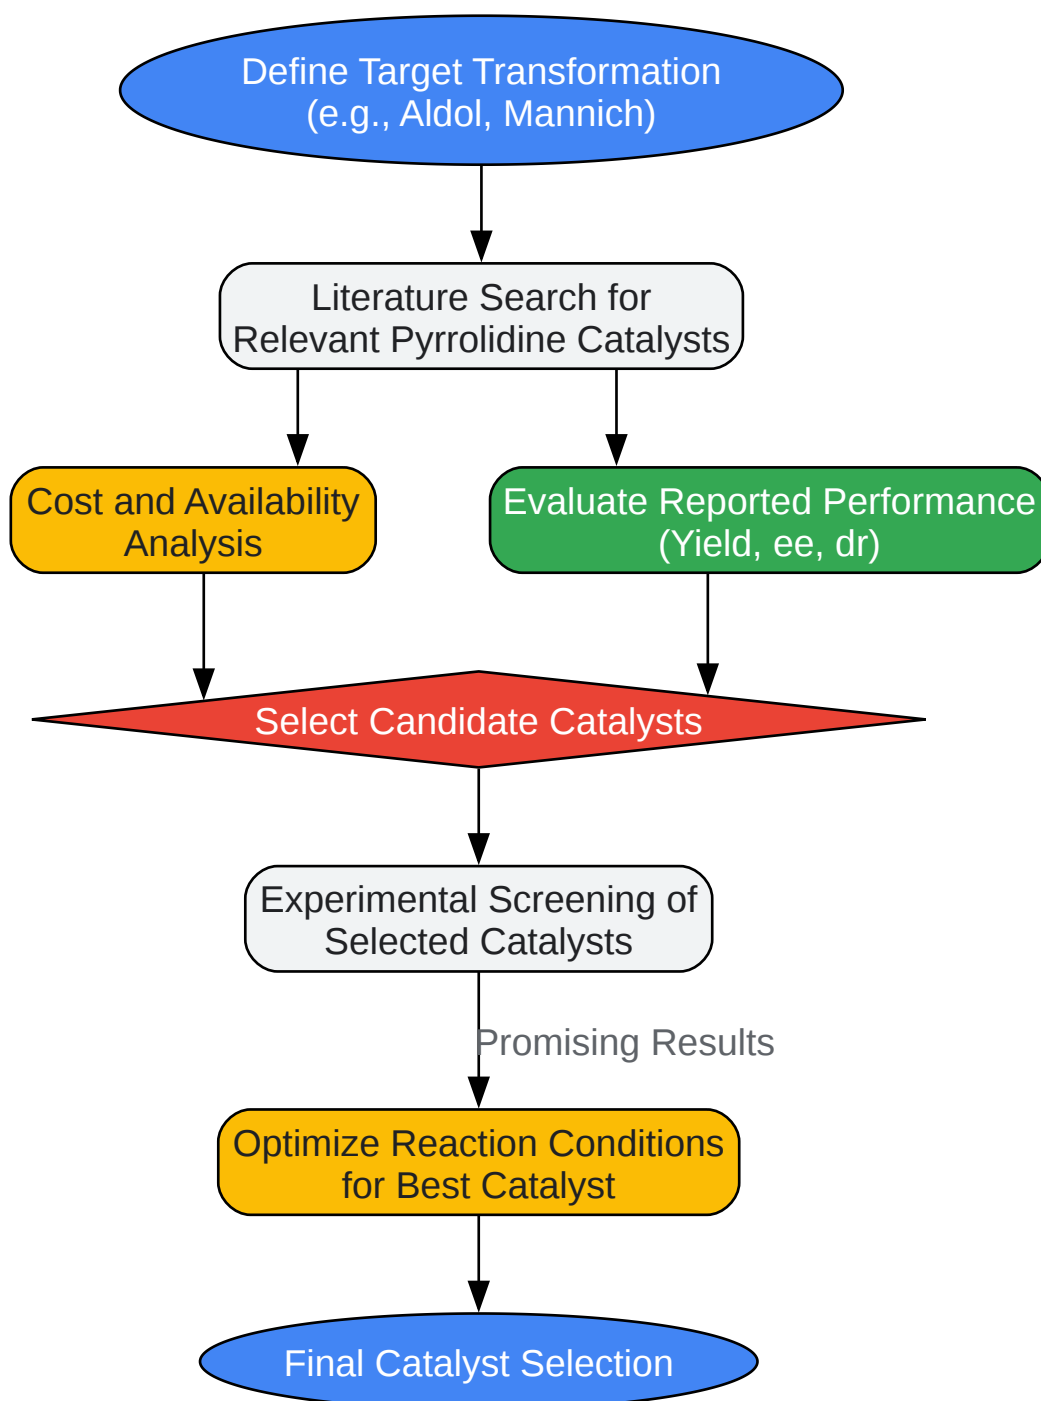 Define Target Transformation
(e.g., Aldol, Mannich)
Literature Search for
Relevant Pyrrolidine Catalysts
Cost and Availability
Analysis
Evaluate Reported Performance
(Yield, ee, dr)
Select Candidate Catalysts
Experimental Screening of
Selected Catalysts
Promising Results
Optimize Reaction Conditions
for Best Catalyst
Final Catalyst Selection